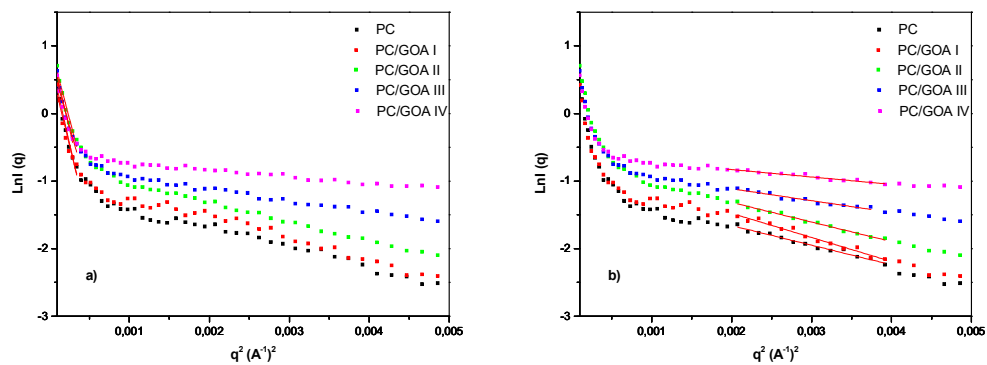 PC
PC/GOA I
PC/GOA II
PC/GOA III
PC/GOA IV
1
0
-1
-2
-3
LnI (q)
a)
0,001 0,002 0,003 0,004 0,005
q² (A⁻¹)²
PC
PC/GOA I
PC/GOA II
PC/GOA III
PC/GOA IV
1
0
-1
-2
-3
LnI (q)
b)
0,001 0,002 0,003 0,004 0,005
q² (A⁻¹)²